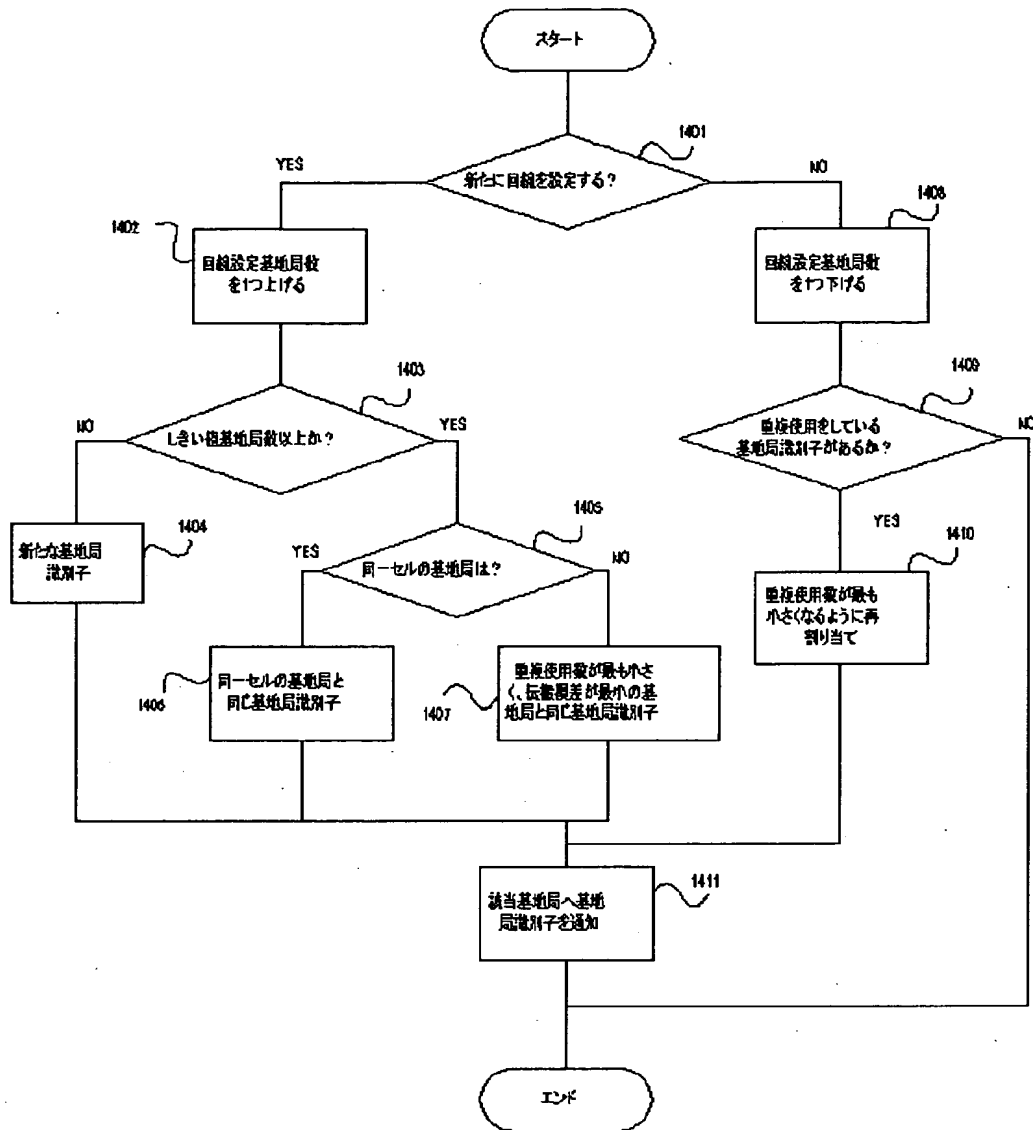 スタート
1401
YES
新たに回線を設定する？
NO
1402
1408
回線設定基地局数
を1つ上げる
回線設定基地局数
を1つ下げる
1403
1409
NO
しきい値基地局数以上か？
YES
重複使用をしている
基地局識別子があるか？
NO
1404
新たな基地局
識別子
1405
YES
同一セルの基地局は？
NO
YES
1410
重複使用数が最も
小さくなるように再
割り当て
1406
同一セルの基地局と
同じ基地局識別子
1407
重複使用数が最も小さ
く、伝搬誤差が最小の基
地局と同じ基地局識別子
1411
該当基地局へ基地
局識別子を通知
エンド